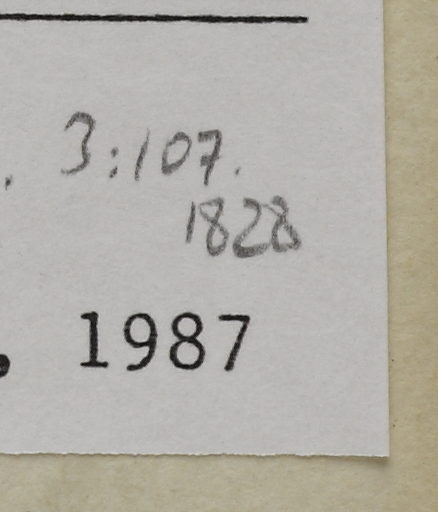 . 3:107.
1828
, 1987